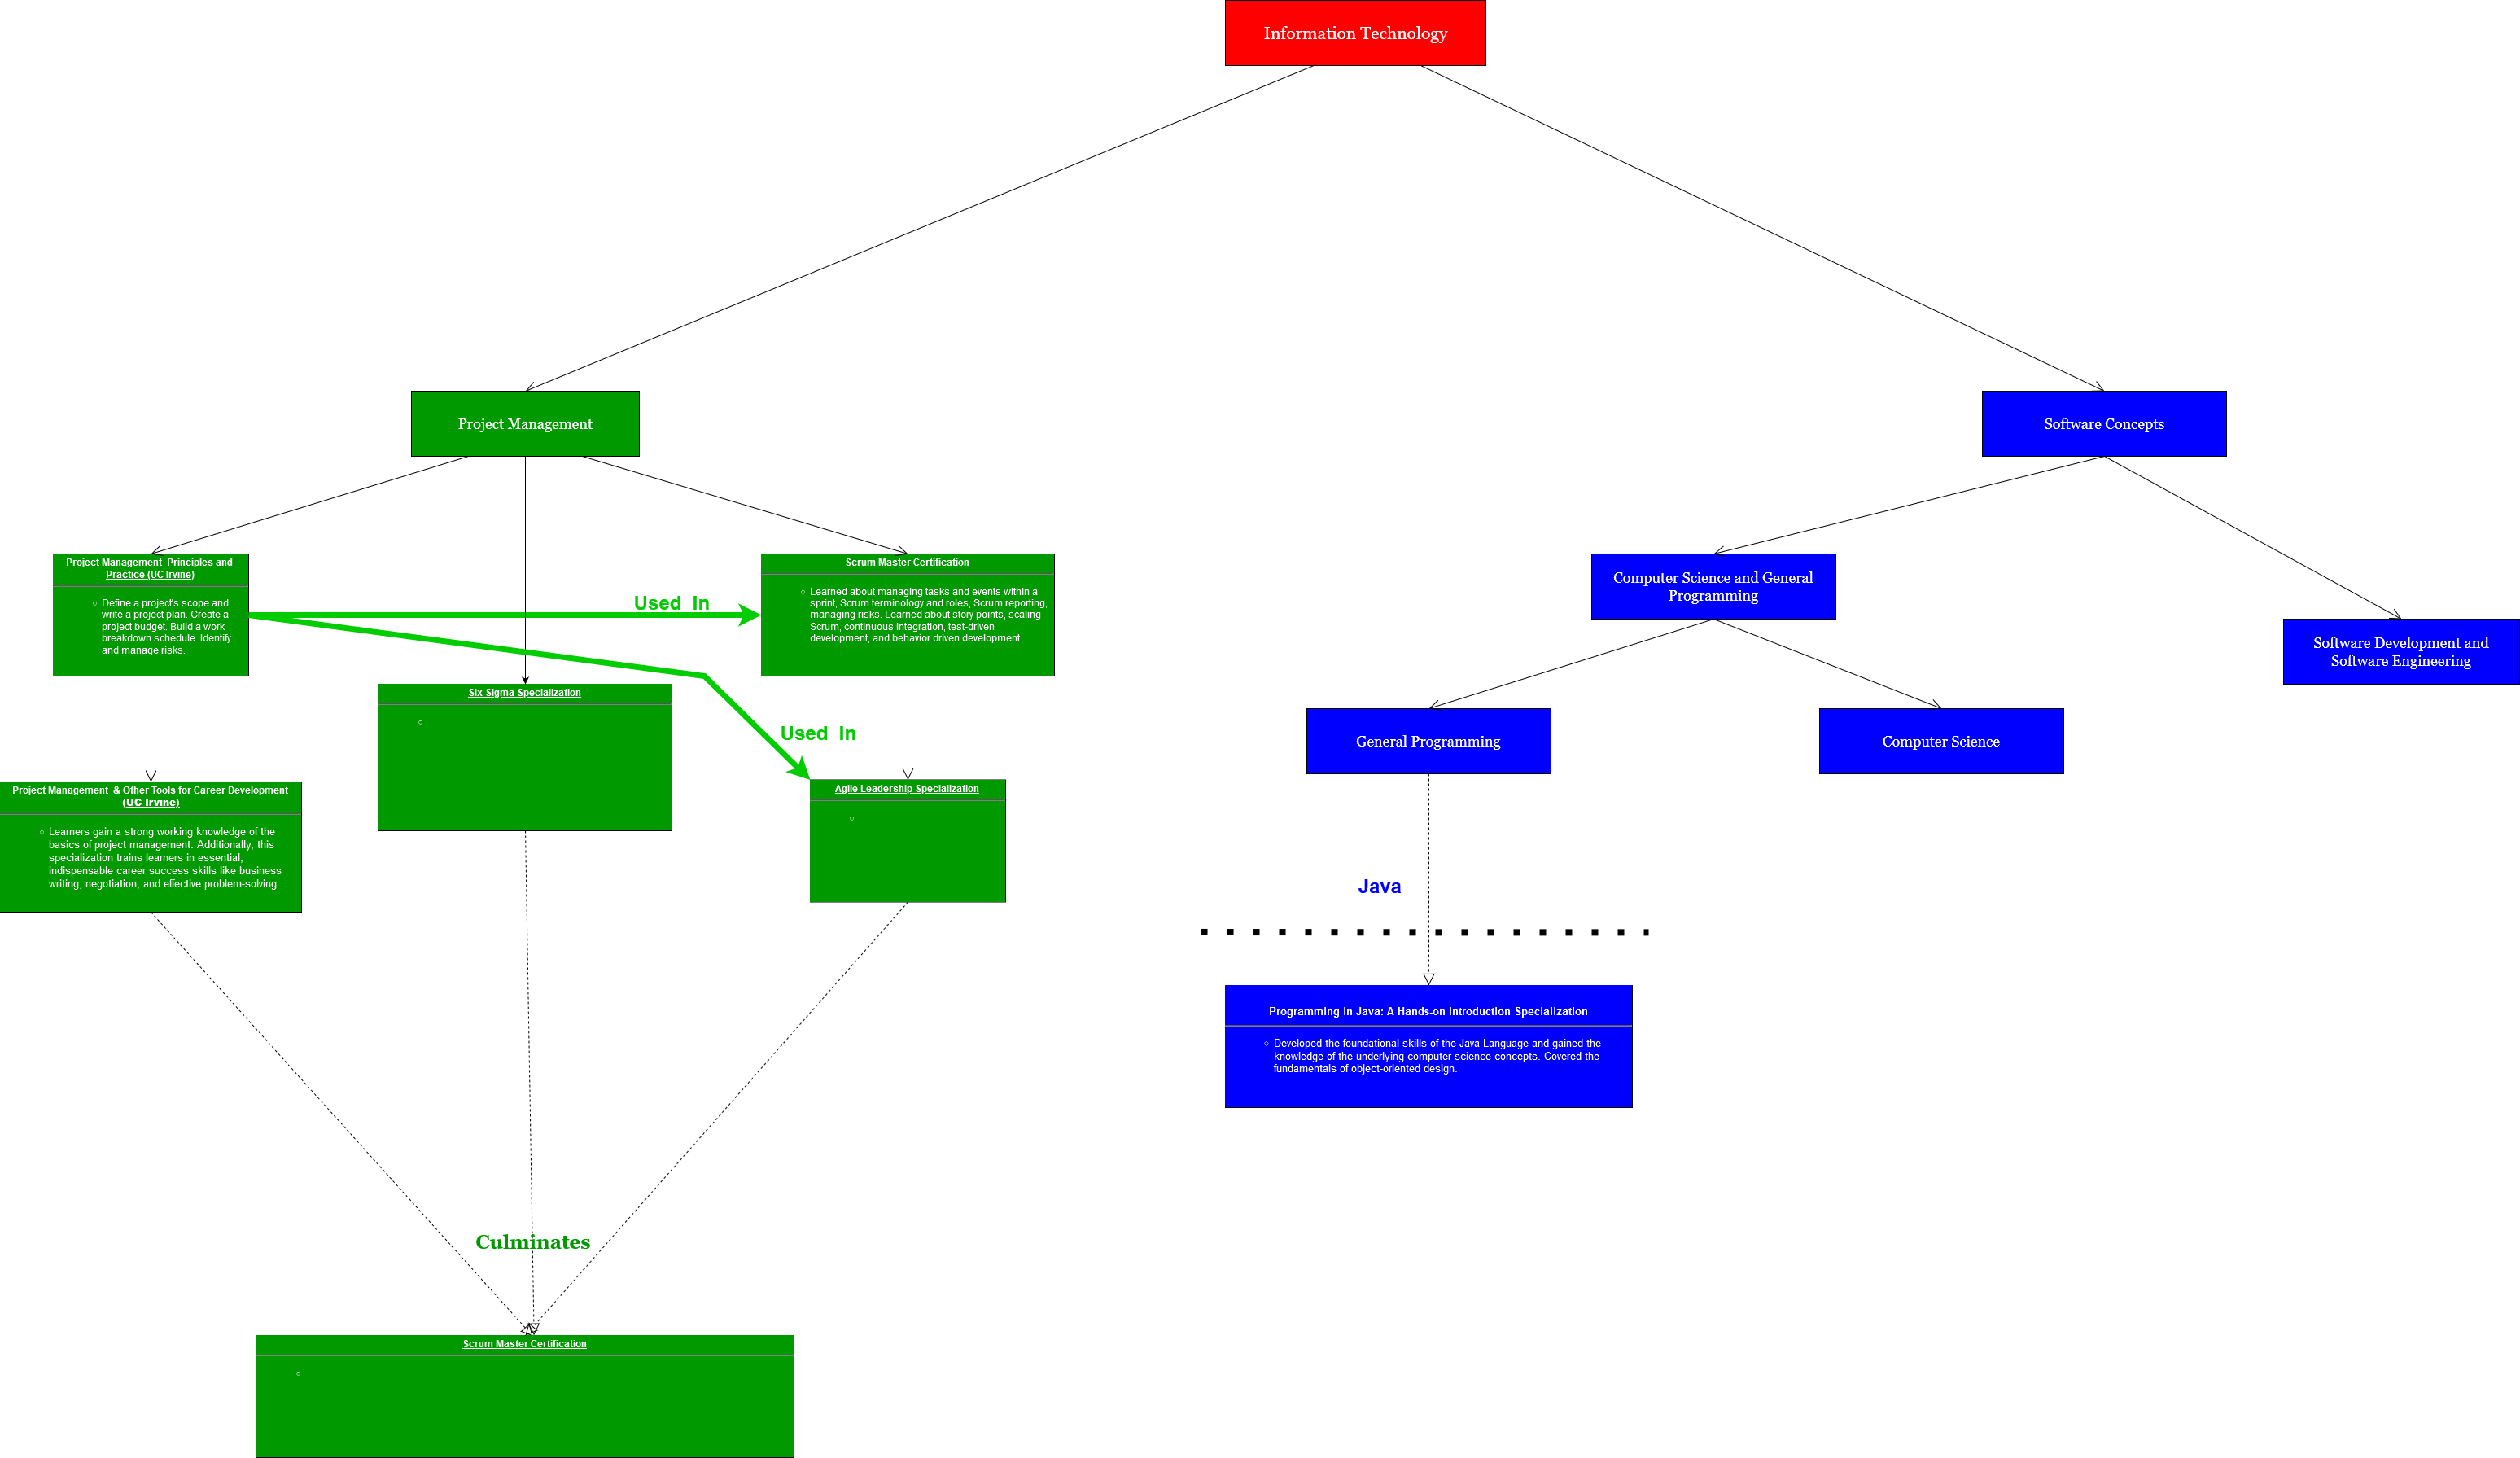 Information Technology
Project Management
Software Concepts
Project Management  Principles and
Practice (UC Irvine)
Define a project's scope and
write a project plan. Create a
project budget. Build a work
breakdown schedule. Identify
and manage risks.
Used  In
Scrum Master Certification
Learned about managing tasks and events within a
sprint, Scrum terminology and roles, Scrum reporting,
managing risks. Learned about story points, scaling
Scrum, continuous integration, test-driven
development, and behavior driven development.
Computer Science and General
Programming
Software Development and
Software Engineering
Six Sigma Specialization
Used  In
General Programming
Computer Science
Project Management  & Other Tools for Career Development
(UC Irvine)
Learners gain a strong working knowledge of the
basics of project management. Additionally, this
specialization trains learners in essential,
indispensable career success skills like business
writing, negotiation, and effective problem-solving.
Agile Leadership Specialization
Java
Programming in Java: A Hands-on Introduction Specialization
Developed the foundational skills of the Java Language and gained the
knowledge of the underlying computer science concepts. Covered the
fundamentals of object-oriented design.
Culminates
Scrum Master Certification